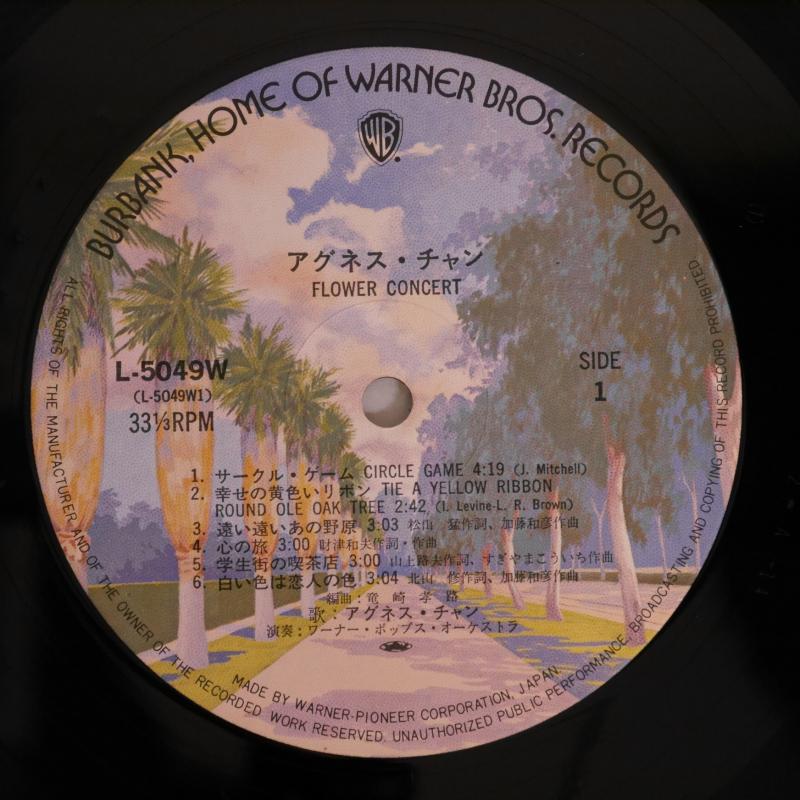 BURBANK, HOME OF WARNER BROS. RECORDS
WB
アグネス・チャン
FLOWER CONCERT
L-5049W
(L-5049W1)
33⅓RPM
SIDE
1
1. サークル・ゲーム CIRCLE GAME 4:19 (J. Mitchell)
2. 幸せの黄色いリボン TIE A YELLOW RIBBON
ROUND OLE OAK TREE 2:42 (I. Levine-L. R. Brown)
3. 遠い遠いあの野原 3:03 松山 猛作詞、加藤和彦作曲
4. 心の旅 3:00 財津和夫作詞・作曲
5. 学生街の喫茶店 3:00 山上路夫作詞、すぎやまこういち作曲
6. 白い色は恋人の色 3:04 北山 修作詞、加藤和彦作曲
編曲：竜崎孝路
歌：アグネス・チャン
演奏：ワーナー・ポップス・オーケストラ
MADE BY WARNER-PIONEER CORPORATION, JAPAN.
ALL RIGHTS OF THE MANUFACTURER AND OF THE OWNER OF THE RECORDED WORK RESERVED. UNAUTHORIZED PUBLIC PERFORMANCE, BROADCASTING AND COPYING OF THIS RECORD PROHIBITED